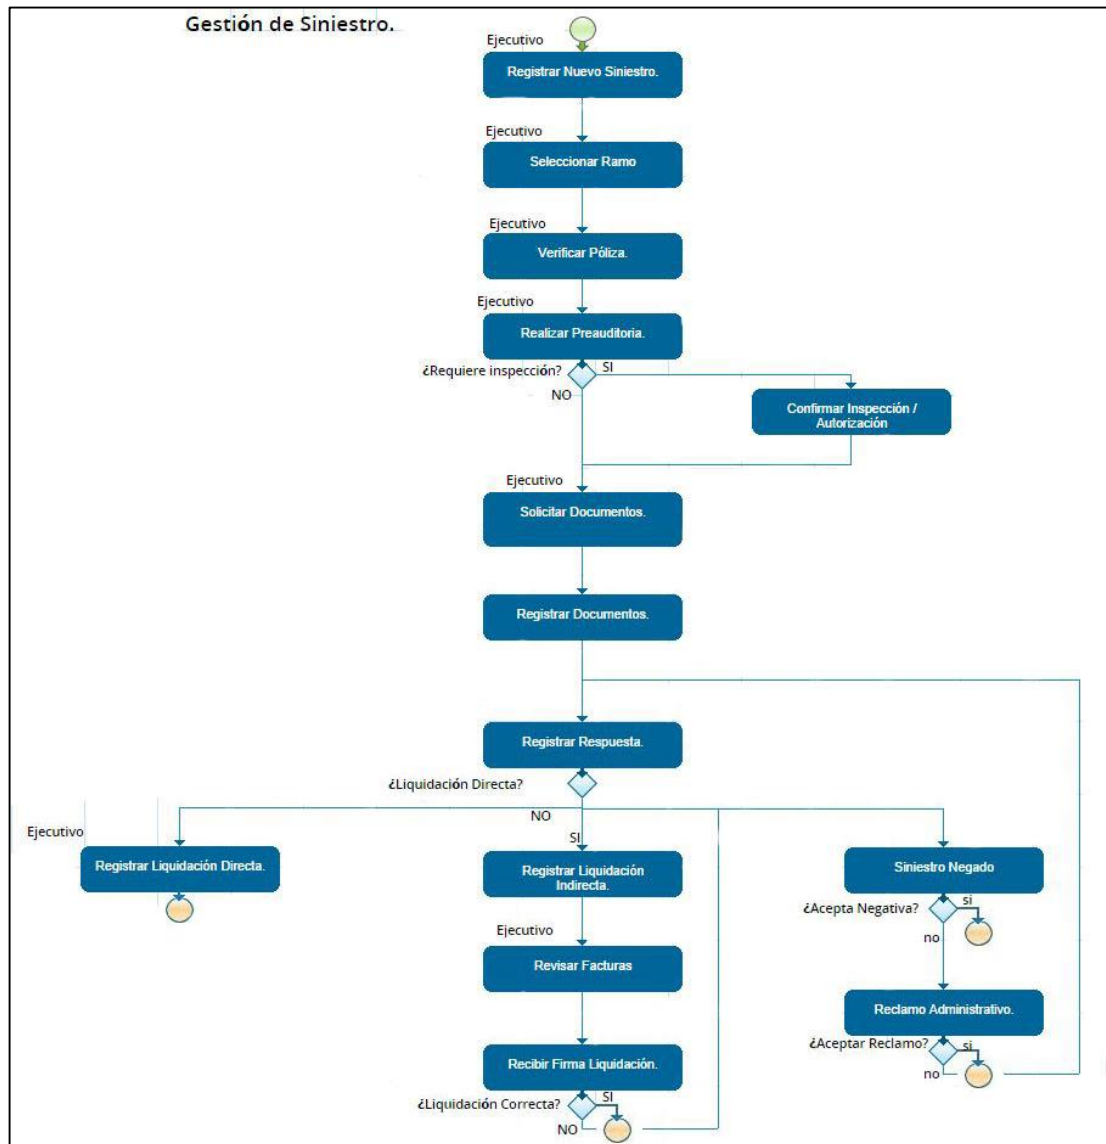 Gestión de Siniestro.
Ejecutivo
Registrar Nuevo Siniestro.
Ejecutivo
Seleccionar Ramo
Ejecutivo
Verificar Póliza.
Ejecutivo
Realizar Preauditoria.
¿Requiere inspección?
SI
NO
Confirmar Inspección /
Autorización
Ejecutivo
Solicitar Documentos.
Registrar Documentos.
Registrar Respuesta.
¿Liquidación Directa?
NO
SI
Ejecutivo
Registrar Liquidación Directa.
Registrar Liquidación
Indirecta.
Siniestro Negado
¿Acepta Negativa?
si
no
Ejecutivo
Revisar Facturas
Reclamo Administrativo.
¿Aceptar Reclamo?
si
no
Recibir Firma Liquidación.
¿Liquidación Correcta?
SI
NO